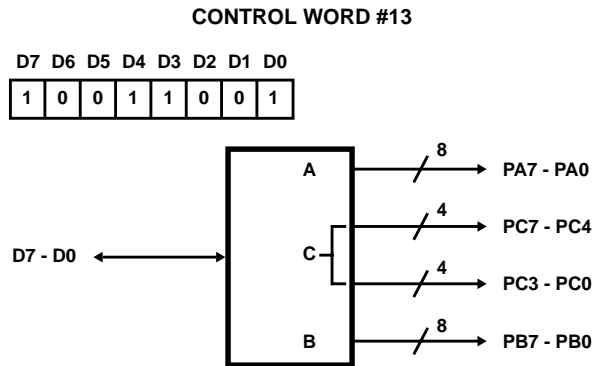 CONTROL WORD #13
D7 D6 D5 D4 D3 D2 D1 D0
1 0 0 1 1 0 0 1
A 8 PA7 - PA0
4 PC7 - PC4
D7 - D0 C
4 PC3 - PC0
B 8 PB7 - PB0